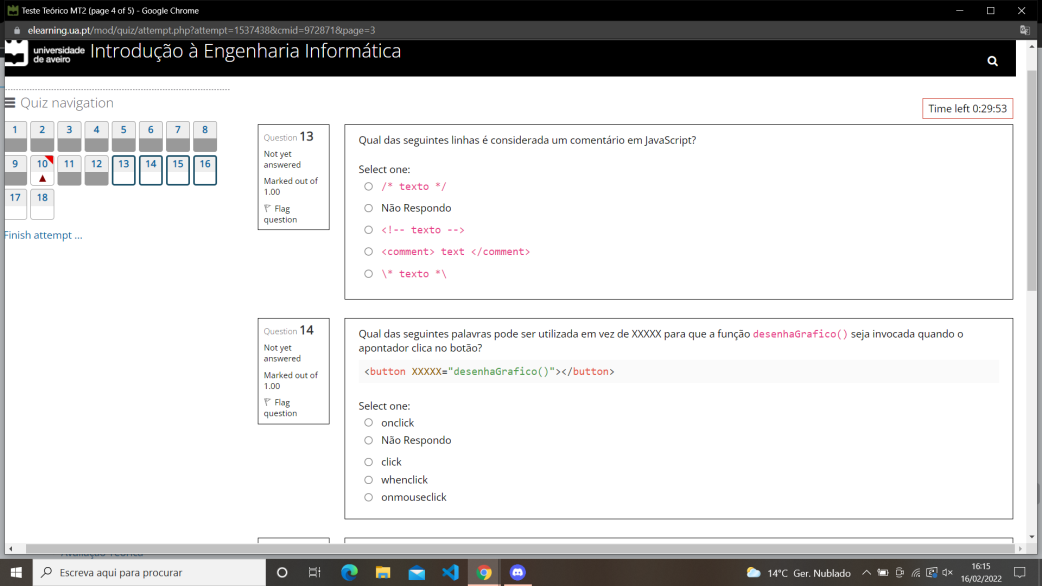 Teste Teórico MT2 (page 4 of 5) - Google Chrome
elearning.ua.pt/mod/quiz/attempt.php?attempt=1537438&cmid=972871&page=3
universidade
de aveiro
Introdução à Engenharia Informática
Quiz navigation
Time left 0:29:53
1 2 3 4 5 6 7 8
9 10 11 12 13 14 15 16
17 18
Finish attempt ...
Question 13
Not yet
answered
Marked out of
1.00
Flag
question
Qual das seguintes linhas é considerada um comentário em JavaScript?
Select one:
/* texto */
Não Respondo
<!-- texto -->
<comment> text </comment>
\* texto *\
Question 14
Not yet
answered
Marked out of
1.00
Flag
question
Qual das seguintes palavras pode ser utilizada em vez de XXXXX para que a função desenhaGrafico() seja invocada quando o
apontador clica no botão?
<button XXXXX="desenhaGrafico()"></button>
Select one:
onclick
Não Respondo
click
whenclick
onmouseclick
Escreva aqui para procurar
14°C Ger. Nublado
16:15
16/02/2022